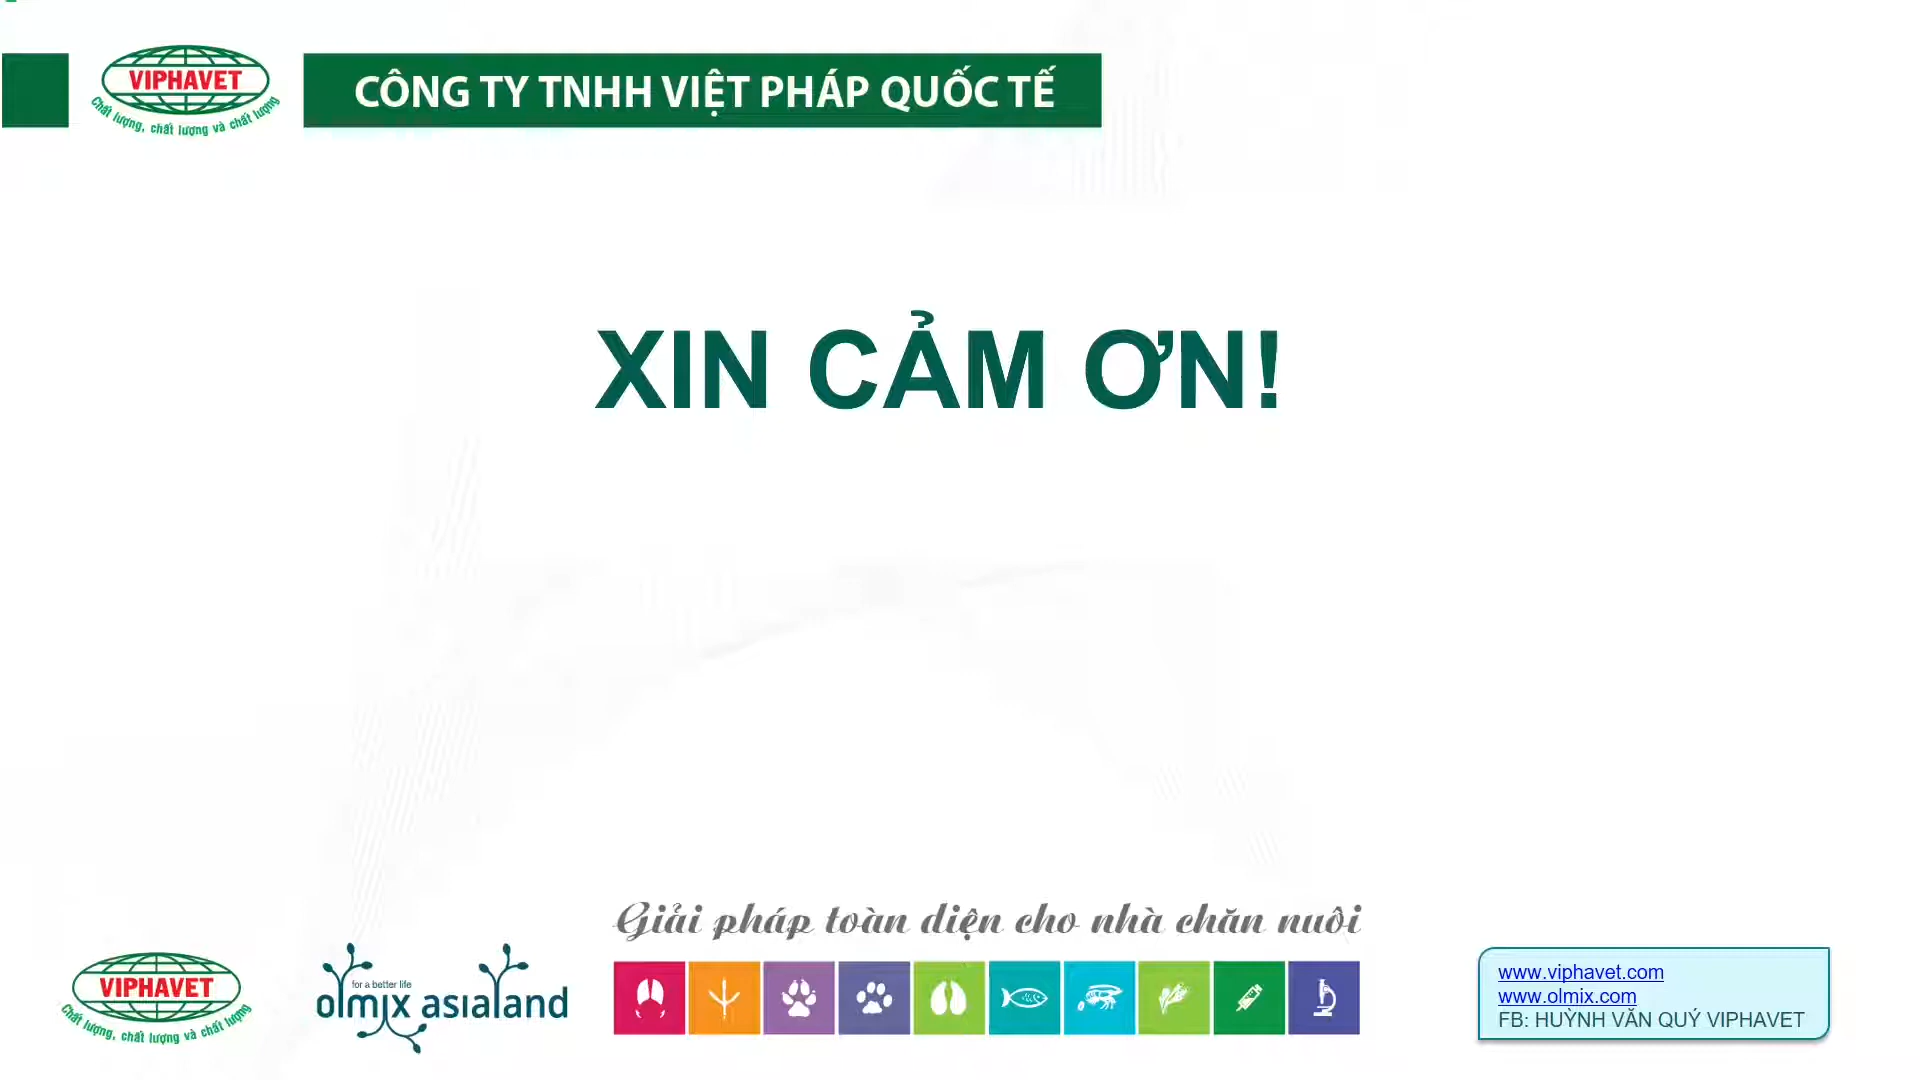 VIPHAVET
Chất lượng, chất lượng và chất lượng
CÔNG TY TNHH VIỆT PHÁP QUỐC TẾ
XIN CẢM ƠN!
Giải pháp toàn diện cho nhà chăn nuôi
VIPHAVET
Chất lượng, chất lượng và chất lượng
for a better life
olmix asialand
www.viphavet.com
www.olmix.com
FB: HUỲNH VĂN QUÝ VIPHAVET